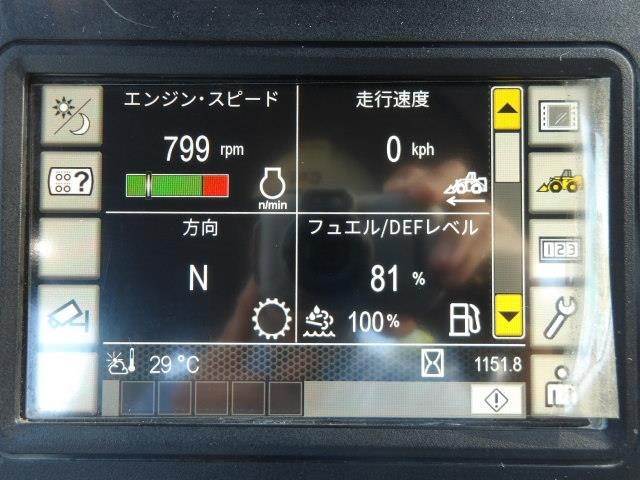 エンジン・スピード
走行速度
799 rpm
0 kph
n/min
方向
フュエル/DEFレベル
N
81 %
100%
29 °C
1151.8
?
123